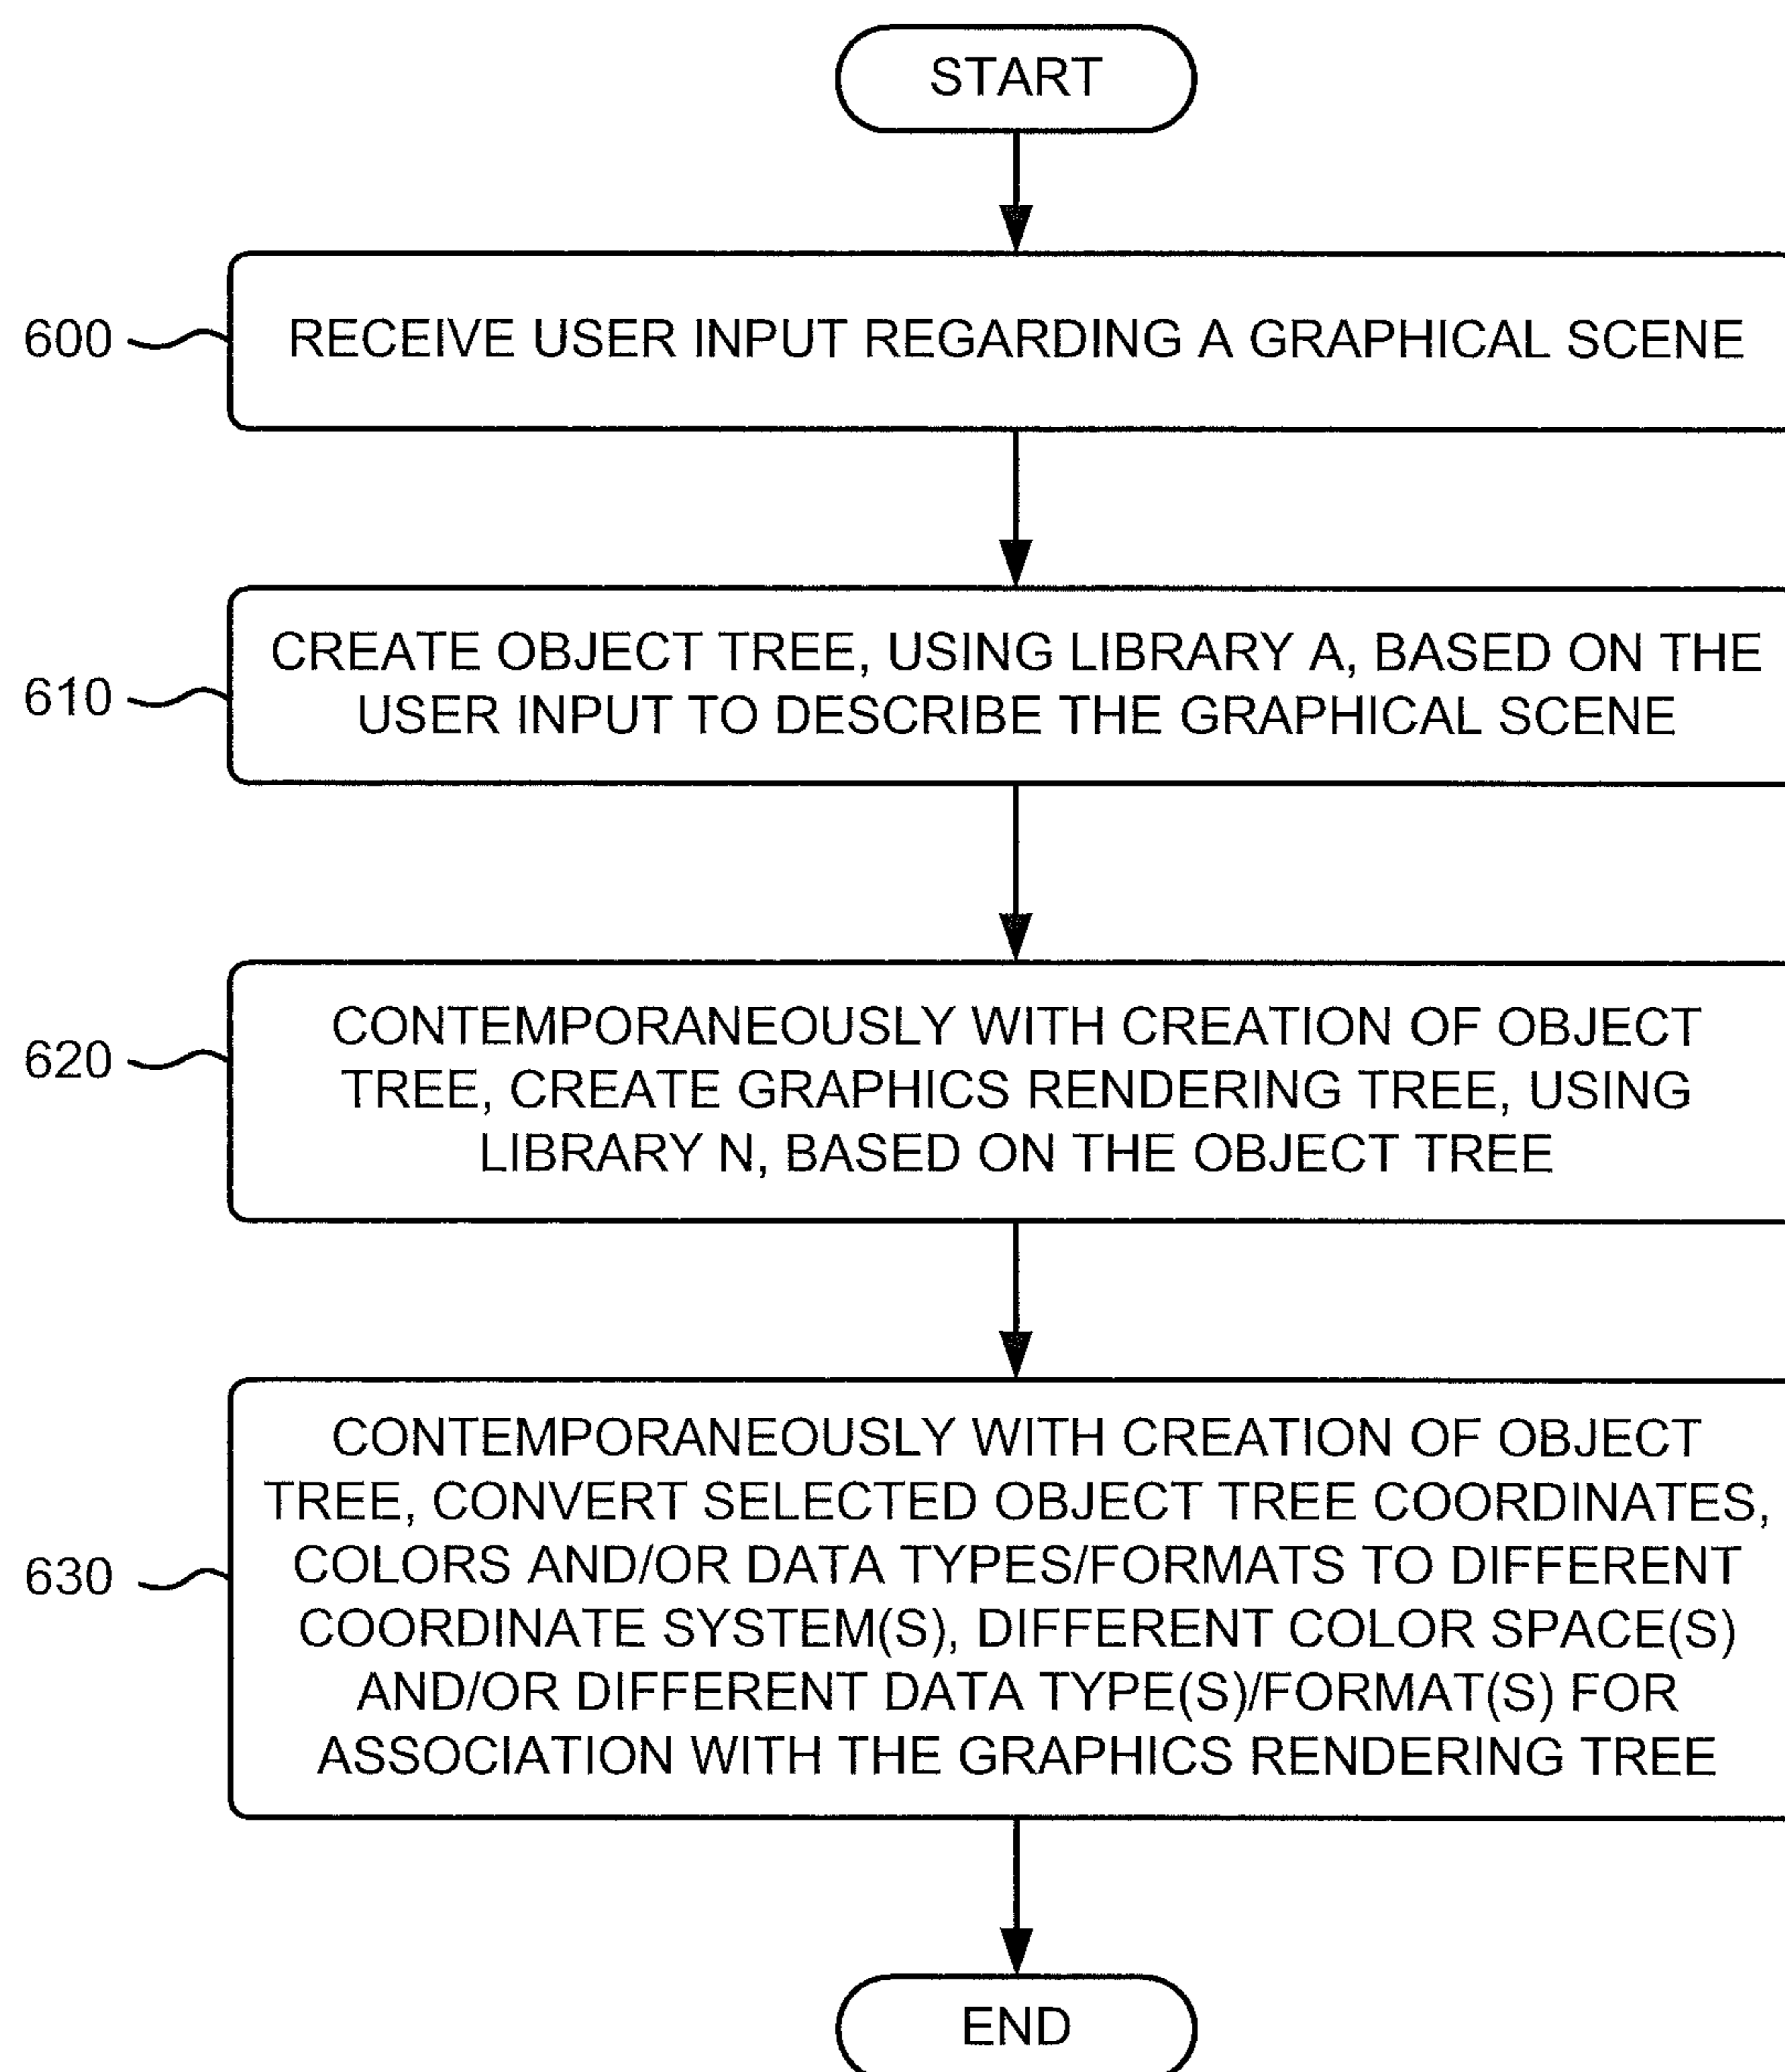 START
600
RECEIVE USER INPUT REGARDING A GRAPHICAL SCENE
610
CREATE OBJECT TREE, USING LIBRARY A, BASED ON THE
USER INPUT TO DESCRIBE THE GRAPHICAL SCENE
620
CONTEMPORANEOUSLY WITH CREATION OF OBJECT
TREE, CREATE GRAPHICS RENDERING TREE, USING
LIBRARY N, BASED ON THE OBJECT TREE
630
CONTEMPORANEOUSLY WITH CREATION OF OBJECT
TREE, CONVERT SELECTED OBJECT TREE COORDINATES,
COLORS AND/OR DATA TYPES/FORMATS TO DIFFERENT
COORDINATE SYSTEM(S), DIFFERENT COLOR SPACE(S)
AND/OR DIFFERENT DATA TYPE(S)/FORMAT(S) FOR
ASSOCIATION WITH THE GRAPHICS RENDERING TREE
END